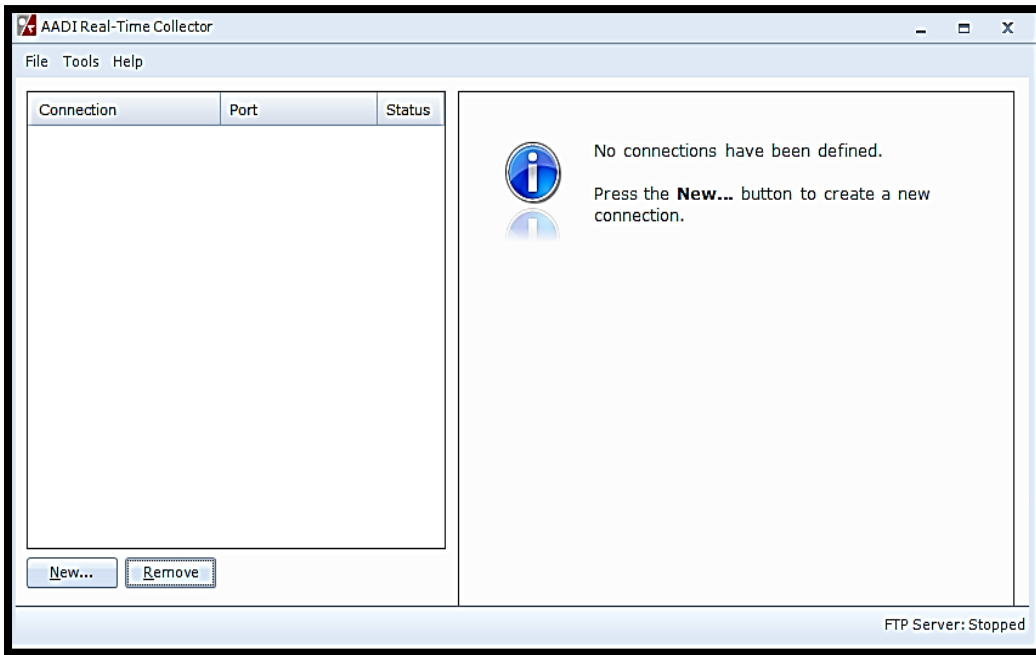 AADI Real-Time Collector
File Tools Help
Connection Port Status
No connections have been defined.
Press the New... button to create a new
connection.
New... Remove
FTP Server: Stopped